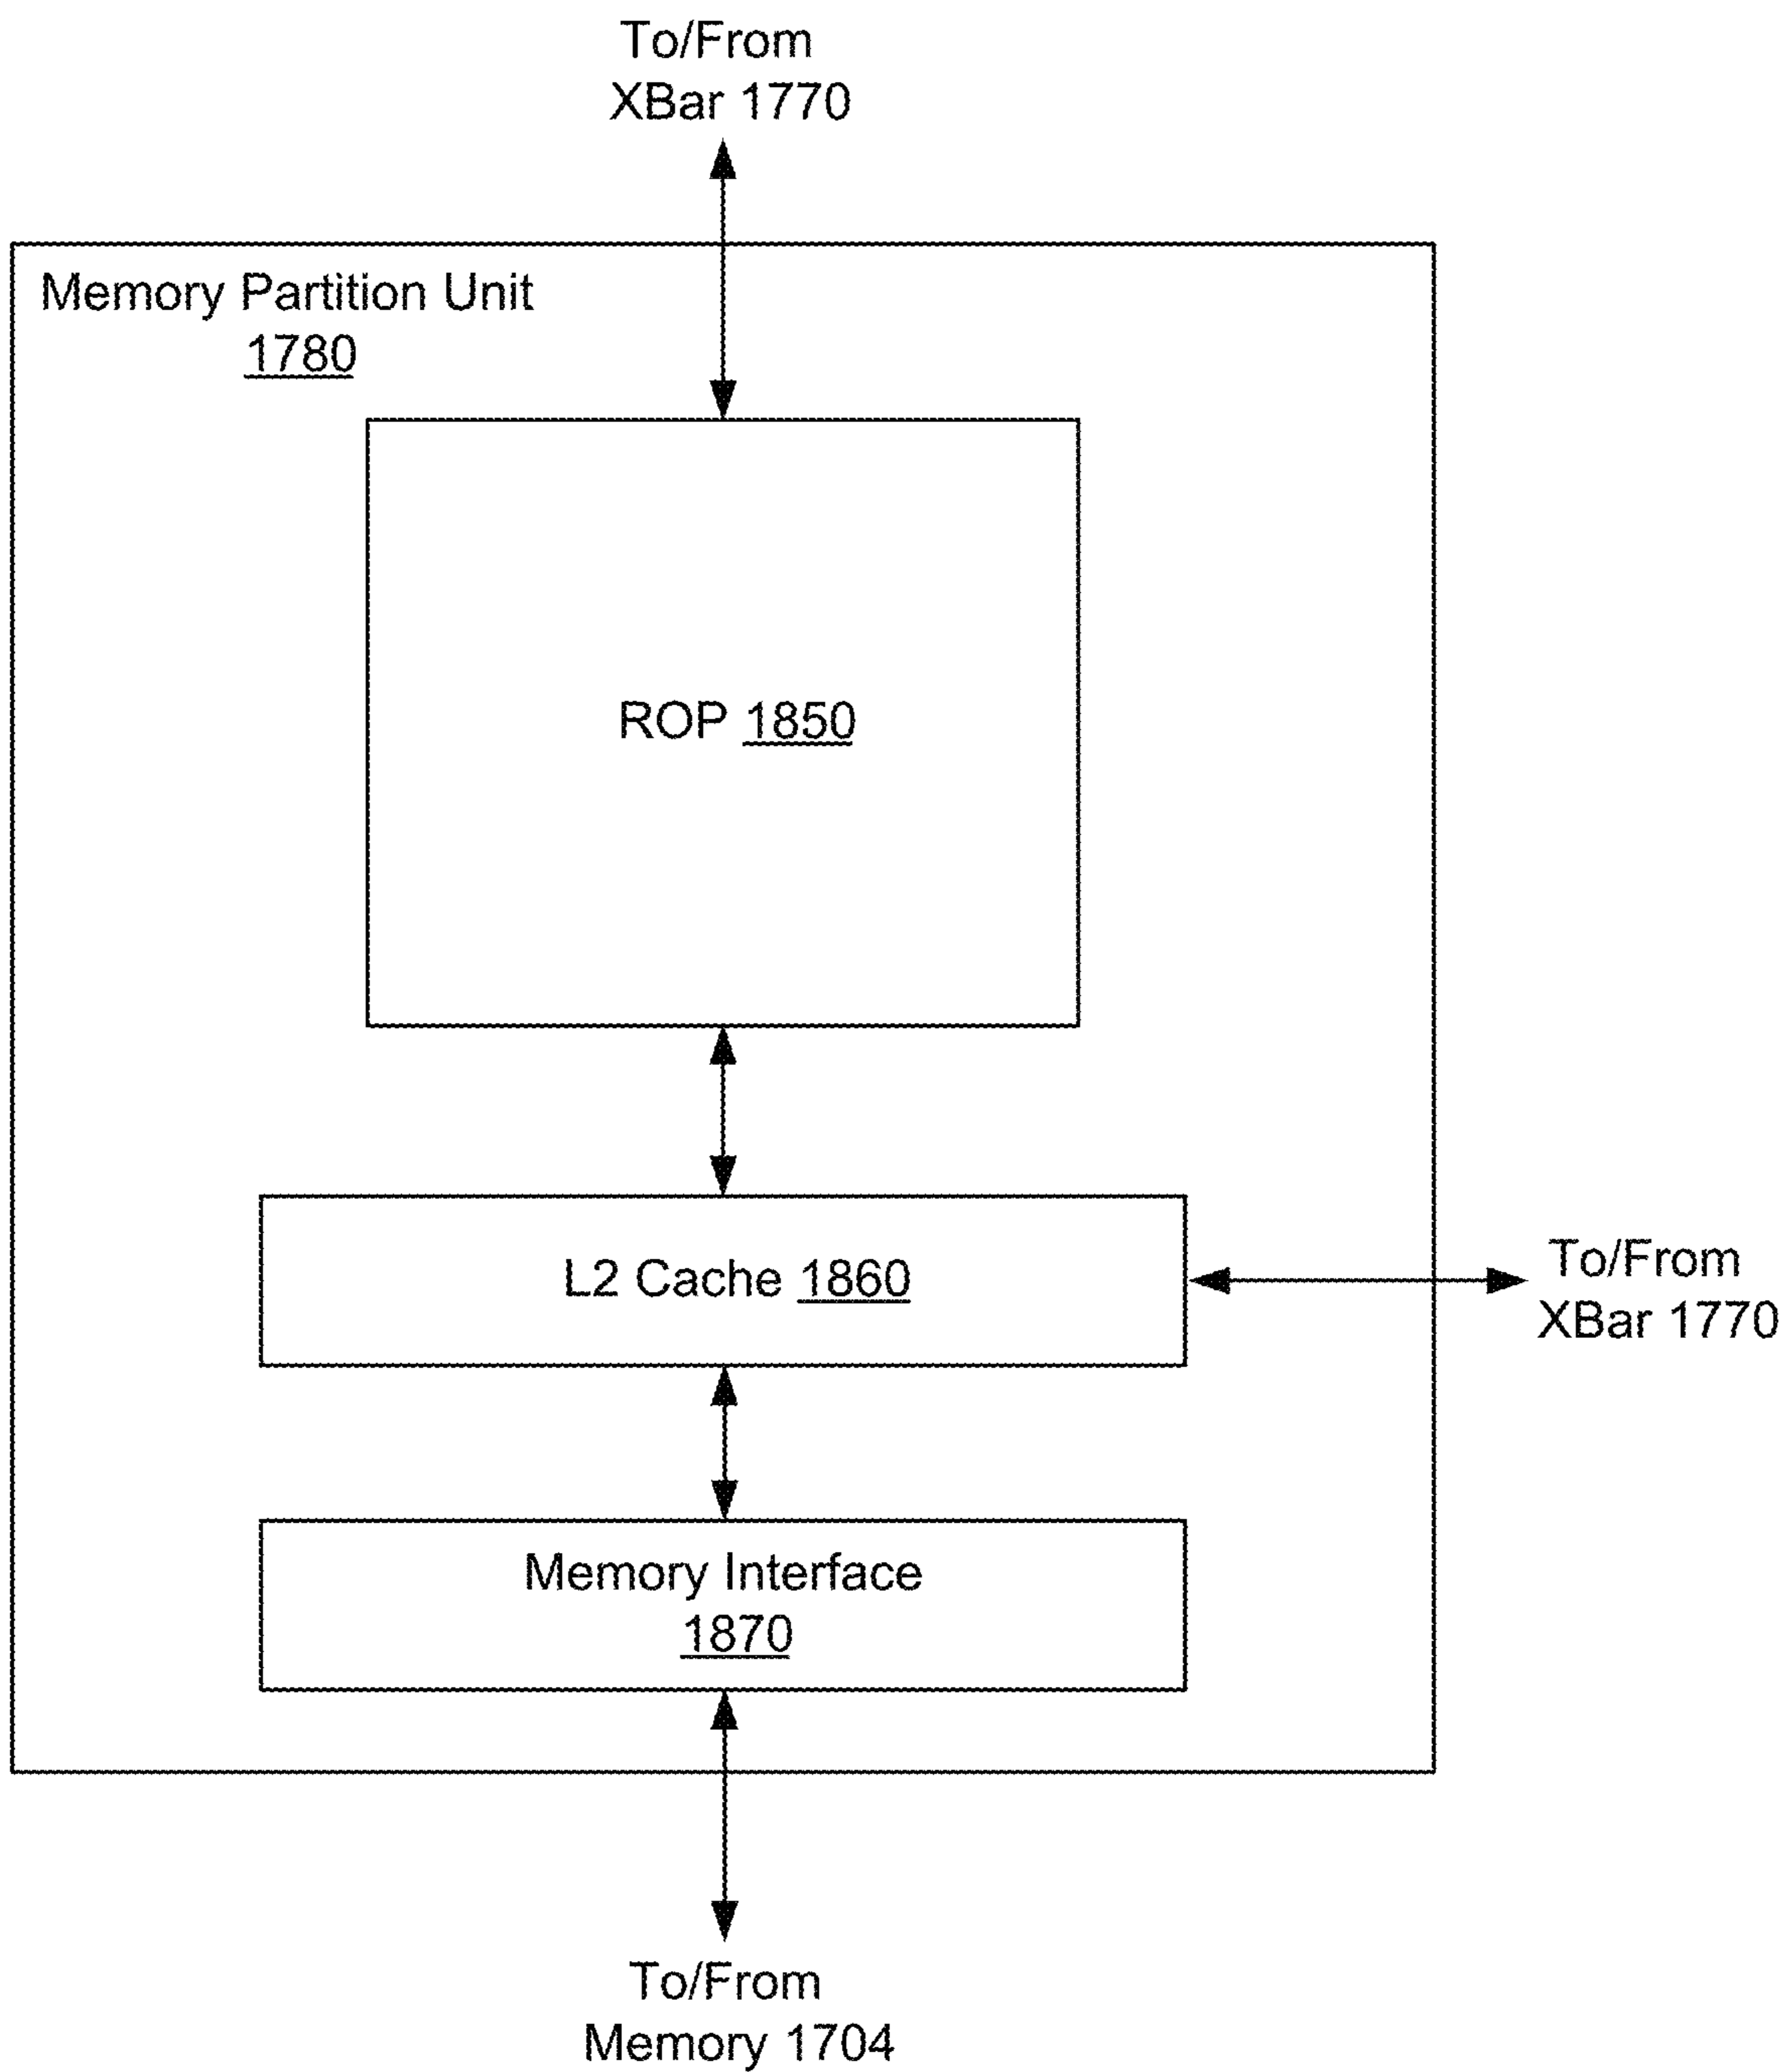 To/From
XBar 1770
Memory Partition Unit
1780
ROP 1850
L2 Cache 1860
To/From
XBar 1770
Memory Interface
1870
To/From
Memory 1704